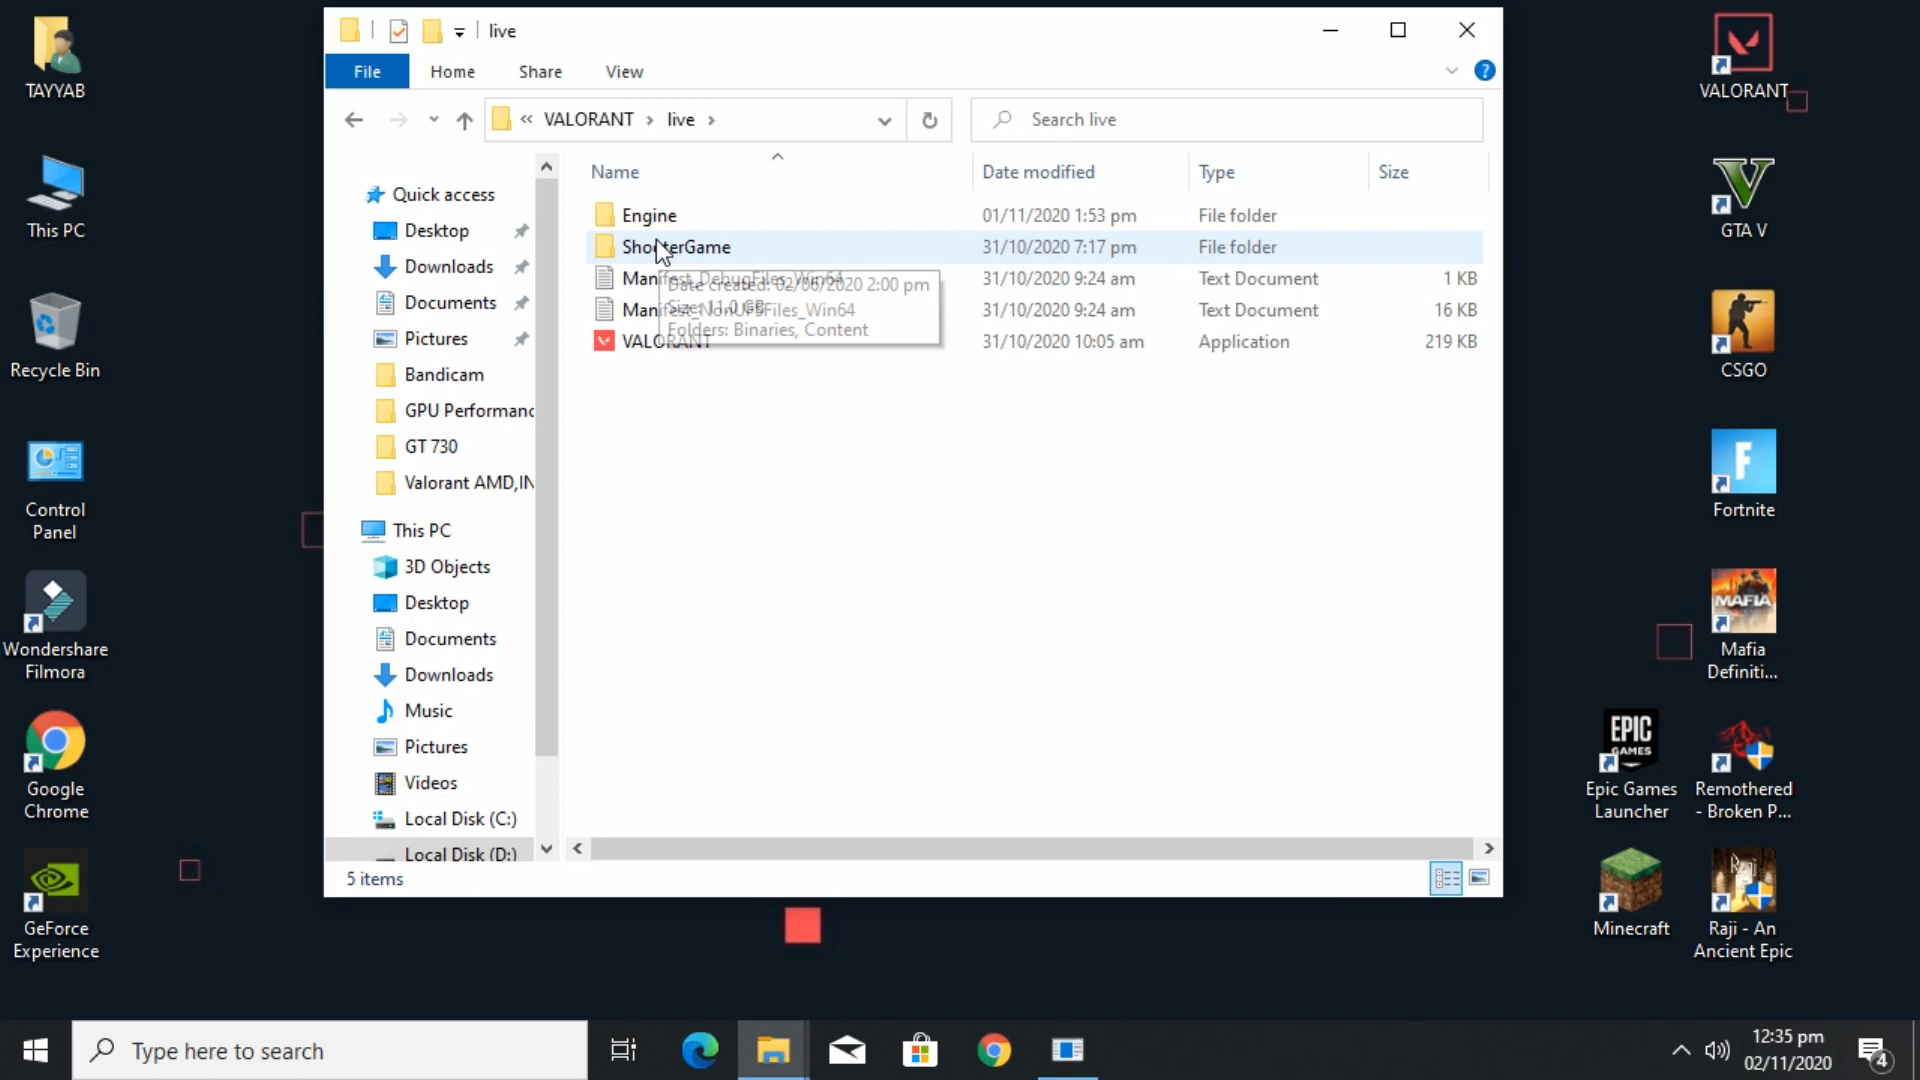 TAYYAB
This PC
Recycle Bin
Control
Panel
Wondershare
Filmora
Google
Chrome
GeForce
Experience
live
File
Home
Share
View
?
«
VALORANT
live
Search live
Name
Date modified
Type
Size
Quick access
Desktop
Downloads
Documents
Pictures
Bandicam
GPU Performanc
GT 730
Valorant AMD,IN
This PC
3D Objects
Desktop
Documents
Downloads
Music
Pictures
Videos
Local Disk (C:)
Local Disk (D:)
Engine 01/11/2020 1:53 pm File folder
ShooterGame 31/10/2020 7:17 pm File folder
Manifest_DebugFiles_Win64 31/10/2020 9:24 am Text Document 1 KB
Manifest_NonUFSFiles_Win64 31/10/2020 9:24 am Text Document 16 KB
VALORANT 31/10/2020 10:05 am Application 219 KB
Date created: 02/06/2020 2:00 pm
Size: 11.0 GB
Folders: Binaries, Content
5 items
VALORANT
V
GTA V
CSGO
F
Fortnite
MAFIA
Mafia
Definiti...
EPIC
GAMES
Epic Games
Launcher
Remothered
- Broken P...
Minecraft
Raji
Raji - An
Ancient Epic
Type here to search
12:35 pm
02/11/2020
4